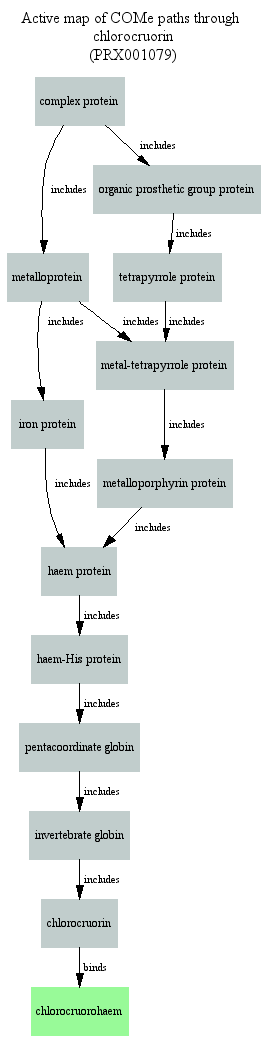 Active map of COMe paths through
chlorocruorin
(PRX001079)
complex protein
includes
includes
organic prosthetic group protein
includes
metalloprotein
tetrapyrrole protein
includes
includes
includes
metal-tetrapyrrole protein
iron protein
includes
metalloporphyrin protein
includes
includes
haem protein
includes
haem-His protein
includes
pentacoordinate globin
includes
invertebrate globin
includes
chlorocruorin
binds
chlorocruorohaem